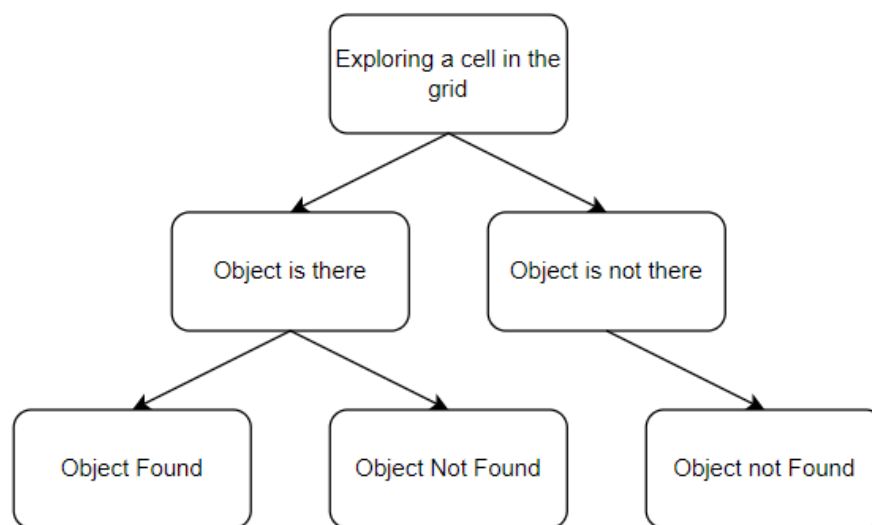 Exploring a cell in the
grid
Object is there
Object is not there
Object Found
Object Not Found
Object not Found